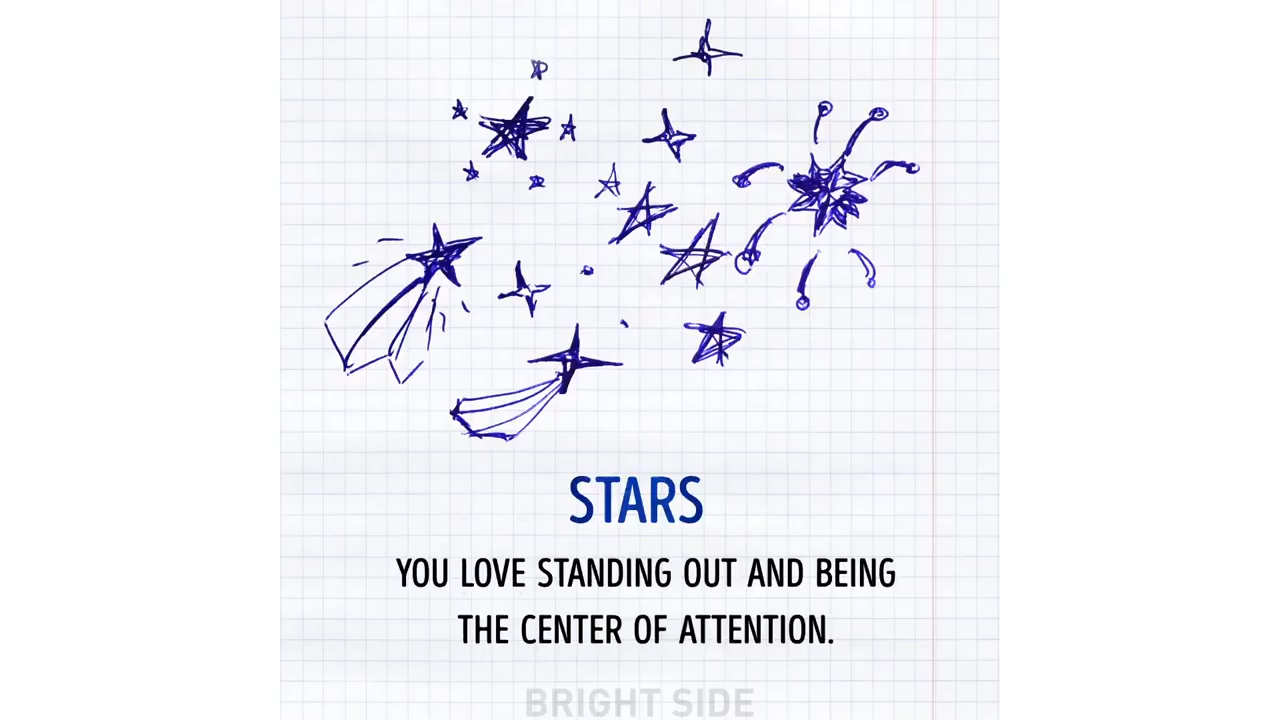 STARS
YOU LOVE STANDING OUT AND BEING
THE CENTER OF ATTENTION.
BRIGHT SIDE